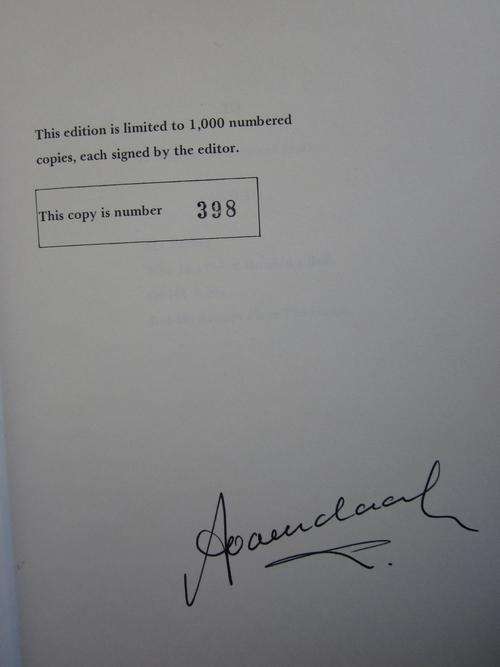 This edition is limited to 1,000 numbered
copies, each signed by the editor.
This copy is number 398